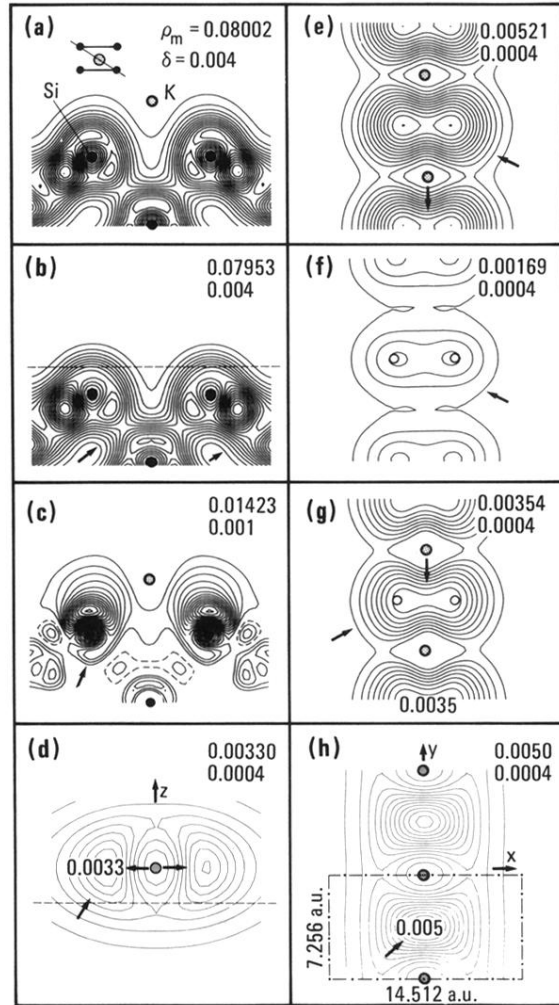 (a)
ρm = 0.08002
δ = 0.004
Si
K
(b)
0.07953
0.004
(c)
0.01423
0.001
(d)
0.00330
0.0004
z
0.0033
(e)
0.00521
0.0004
(f)
0.00169
0.0004
(g)
0.00354
0.0004
0.0035
(h)
y
0.0050
0.0004
x
0.005
7.256 a.u.
14.512 a.u.